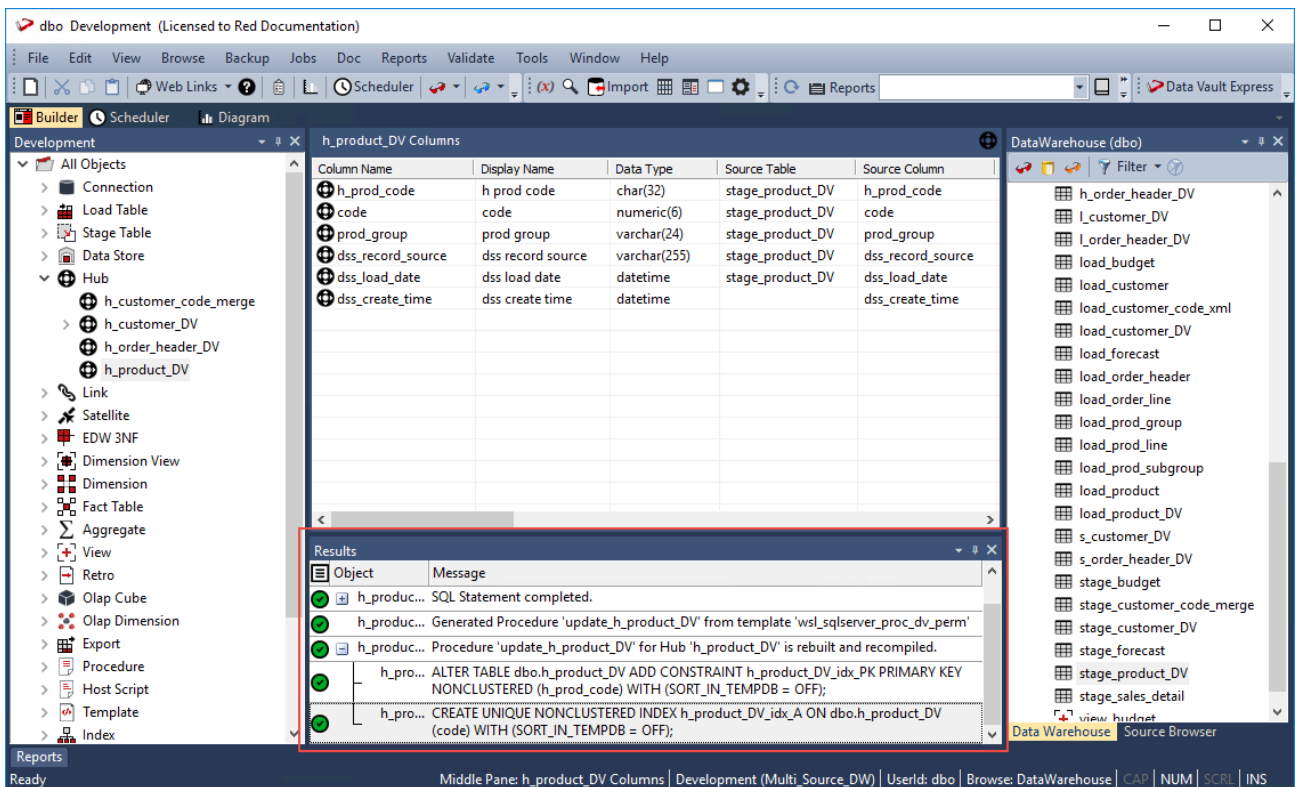 dbo Development (Licensed to Red Documentation)
File Edit View Browse Backup Jobs Doc Reports Validate Tools Window Help
Web Links Scheduler (x) Import Reports Data Vault Express
Builder Scheduler Diagram
Development
All Objects
Connection
Load Table
Stage Table
Data Store
Hub
h_customer_code_merge
h_customer_DV
h_order_header_DV
h_product_DV
Link
Satellite
EDW 3NF
Dimension View
Dimension
Fact Table
Aggregate
View
Retro
Olap Cube
Olap Dimension
Export
Procedure
Host Script
Template
Index
h_product_DV Columns
Column Name Display Name Data Type Source Table Source Column
h_prod_code h prod code char(32) stage_product_DV h_prod_code
code code numeric(6) stage_product_DV code
prod_group prod group varchar(24) stage_product_DV prod_group
dss_record_source dss record source varchar(255) stage_product_DV dss_record_source
dss_load_date dss load date datetime stage_product_DV dss_load_date
dss_create_time dss create time datetime dss_create_time
Results
Object Message
h_produc... SQL Statement completed.
h_produc... Generated Procedure 'update_h_product_DV' from template 'wsl_sqlserver_proc_dv_perm'
h_produc... Procedure 'update_h_product_DV' for Hub 'h_product_DV' is rebuilt and recompiled.
h_pro... ALTER TABLE dbo.h_product_DV ADD CONSTRAINT h_product_DV_idx_PK PRIMARY KEY
NONCLUSTERED (h_prod_code) WITH (SORT_IN_TEMPDB = OFF);
h_pro... CREATE UNIQUE NONCLUSTERED INDEX h_product_DV_idx_A ON dbo.h_product_DV
(code) WITH (SORT_IN_TEMPDB = OFF);
DataWarehouse (dbo)
Filter
h_order_header_DV
l_customer_DV
l_order_header_DV
load_budget
load_customer
load_customer_code_xml
load_customer_DV
load_forecast
load_order_header
load_order_line
load_prod_group
load_prod_line
load_prod_subgroup
load_product
load_product_DV
s_customer_DV
s_order_header_DV
stage_budget
stage_customer_code_merge
stage_customer_DV
stage_forecast
stage_product_DV
stage_sales_detail
view_budget
Data Warehouse Source Browser
Reports
Ready Middle Pane: h_product_DV Columns Development (Multi_Source_DW) UserId: dbo Browse: DataWarehouse CAP NUM SCRL INS